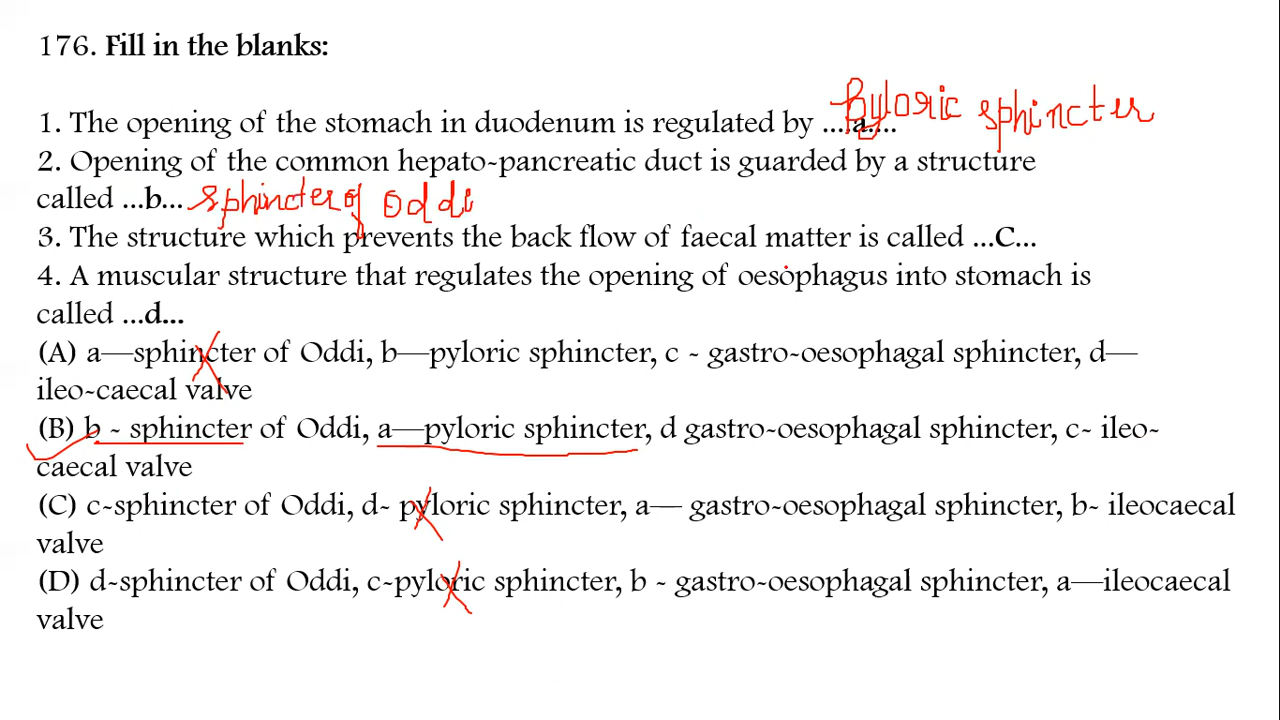 176. Fill in the blanks:
1. The opening of the stomach in duodenum is regulated by ....a.... Pyloric sphincter
2. Opening of the common hepato-pancreatic duct is guarded by a structure
called ...b... Sphincter of Oddi
3. The structure which prevents the back flow of faecal matter is called ...C...
4. A muscular structure that regulates the opening of oesophagus into stomach is
called ...d...
(A) a—sphincter of Oddi, b—pyloric sphincter, c - gastro-oesophagal sphincter, d—
ileo-caecal valve
(B) b - sphincter of Oddi, a—pyloric sphincter, d gastro-oesophagal sphincter, c- ileo-
caecal valve
(C) c-sphincter of Oddi, d- pyloric sphincter, a— gastro-oesophagal sphincter, b- ileocaecal
valve
(D) d-sphincter of Oddi, c-pyloric sphincter, b - gastro-oesophagal sphincter, a—ileocaecal
valve